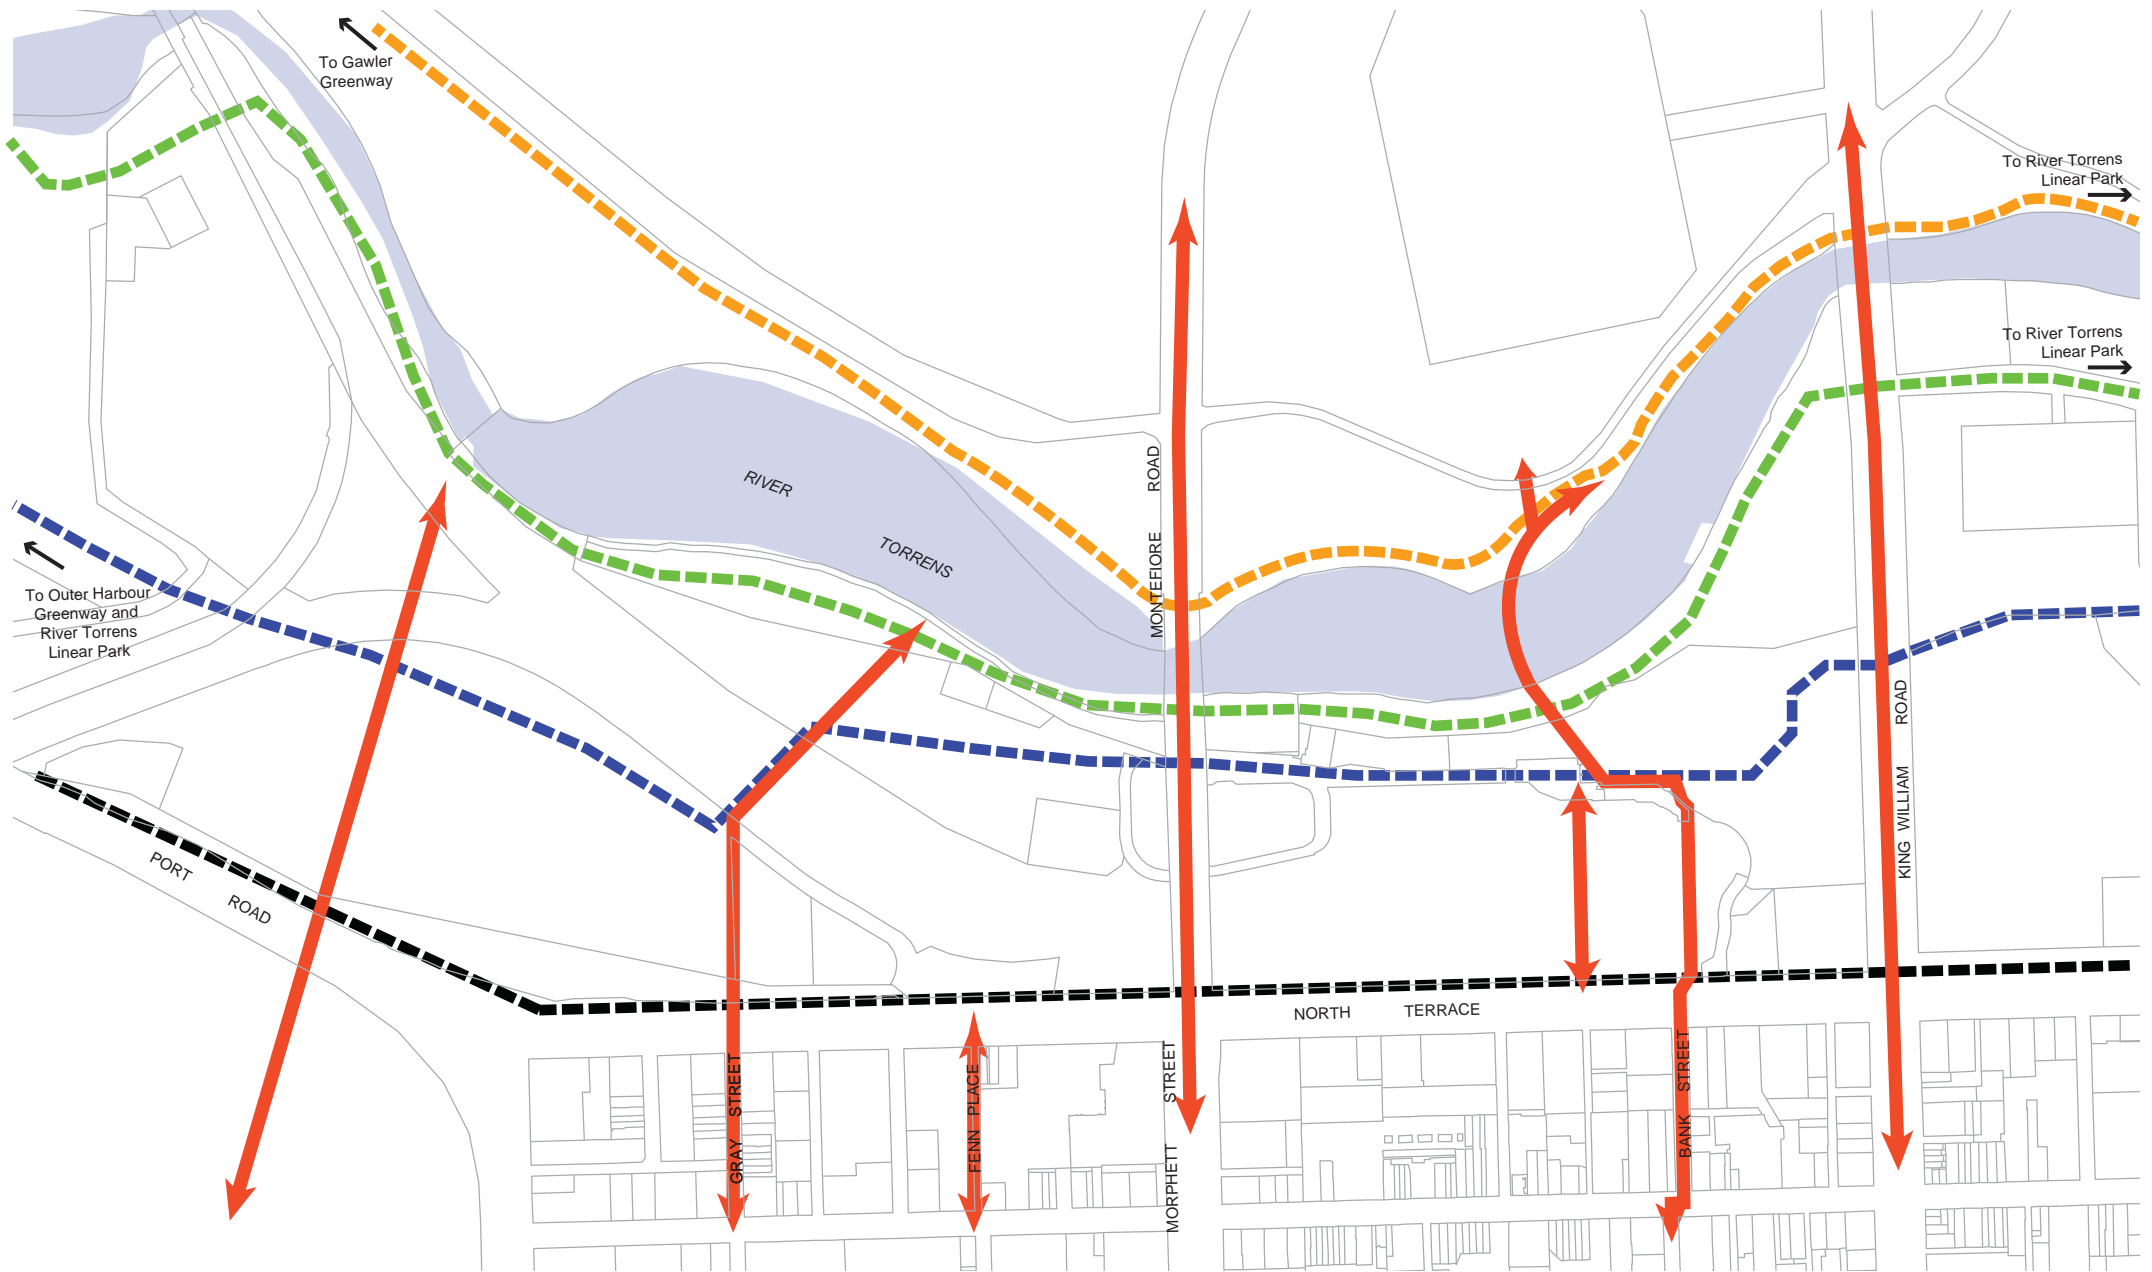 To Gawler
Greenway
To River Torrens
Linear Park
To River Torrens
Linear Park
RIVER
TORRENS
MONTEFIORE ROAD
To Outer Harbour
Greenway and
River Torrens
Linear Park
KING WILLIAM ROAD
PORT
ROAD
NORTH TERRACE
GRAY STREET
FENN PLACE
MORPHETT STREET
BANK STREET